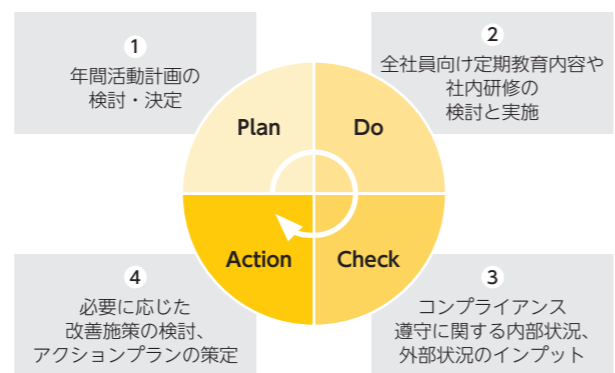 1
年間活動計画の
検討・決定
2
全社員向け定期教育内容や
社内研修の
検討と実施
Plan
Do
Action
Check
4
必要に応じた
改善施策の検討、
アクションプランの策定
3
コンプライアンス
遵守に関する内部状況、
外部状況のインプット